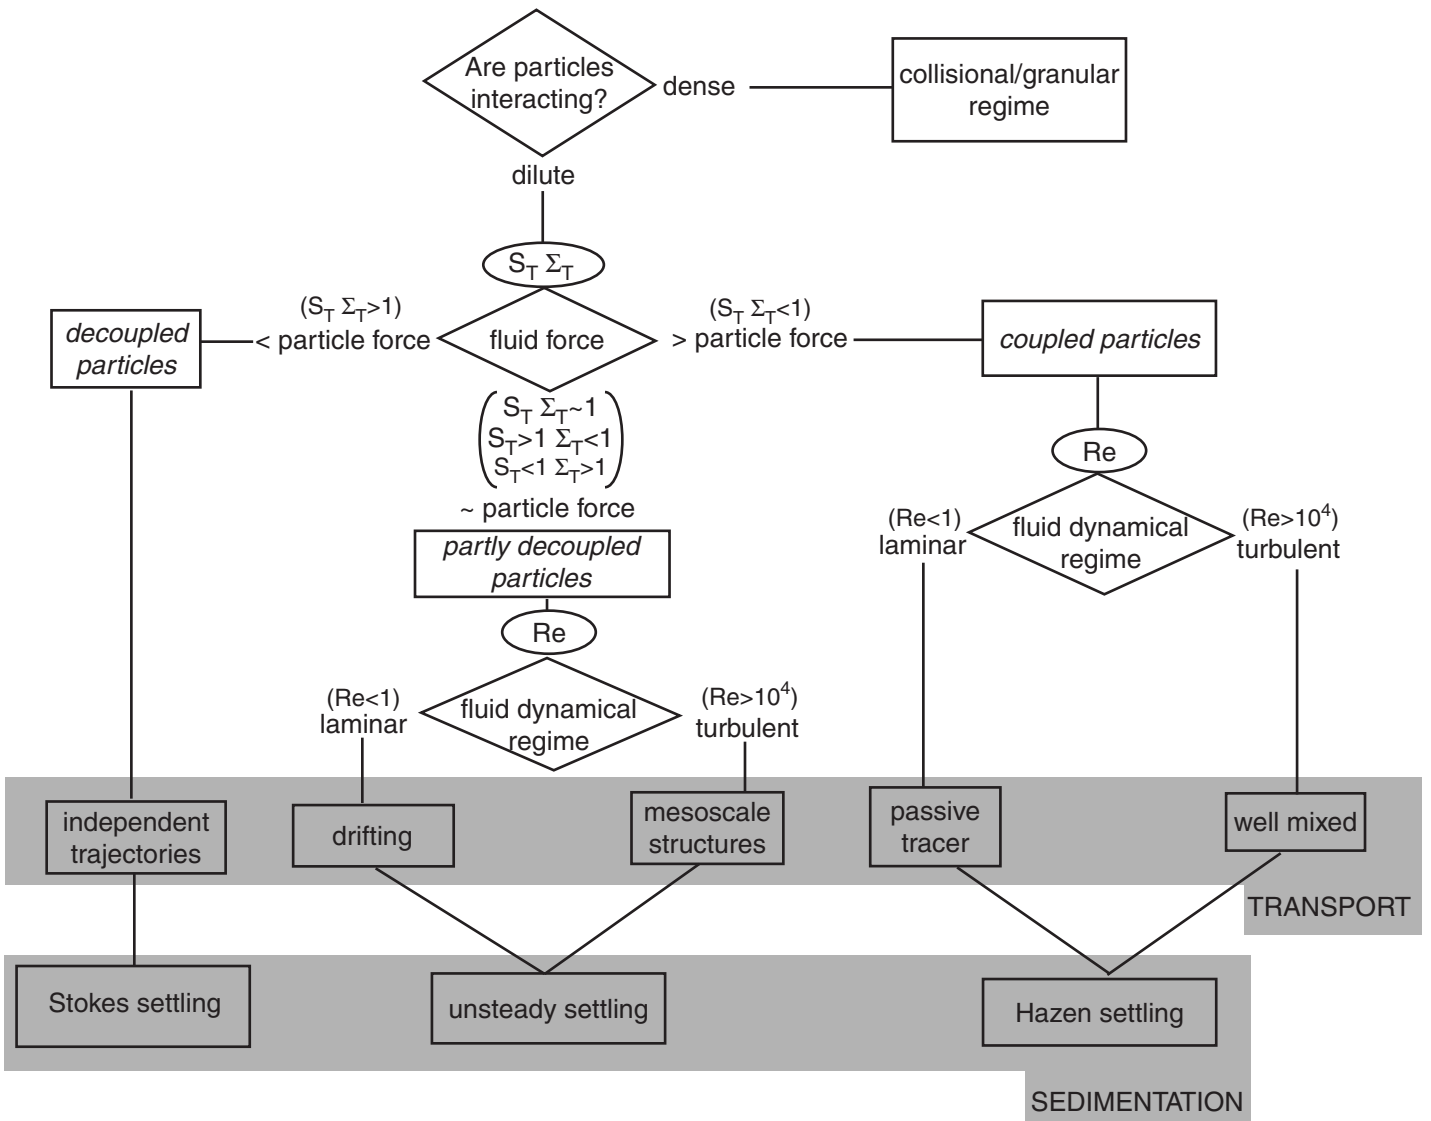 Are particles
interacting?
dense
collisional/granular
regime
dilute
S_T Σ_T
(S_T Σ_T>1)
< particle force
fluid force
(S_T Σ_T<1)
> particle force
decoupled
particles
coupled particles
S_T Σ_T~1
S_T>1 Σ_T<1
S_T<1 Σ_T>1
~ particle force
partly decoupled
particles
Re
(Re<1)
laminar
fluid dynamical
regime
(Re>10^4)
turbulent
Re
(Re<1)
laminar
fluid dynamical
regime
(Re>10^4)
turbulent
independent
trajectories
drifting
mesoscale
structures
passive
tracer
well mixed
TRANSPORT
Stokes settling
unsteady settling
Hazen settling
SEDIMENTATION